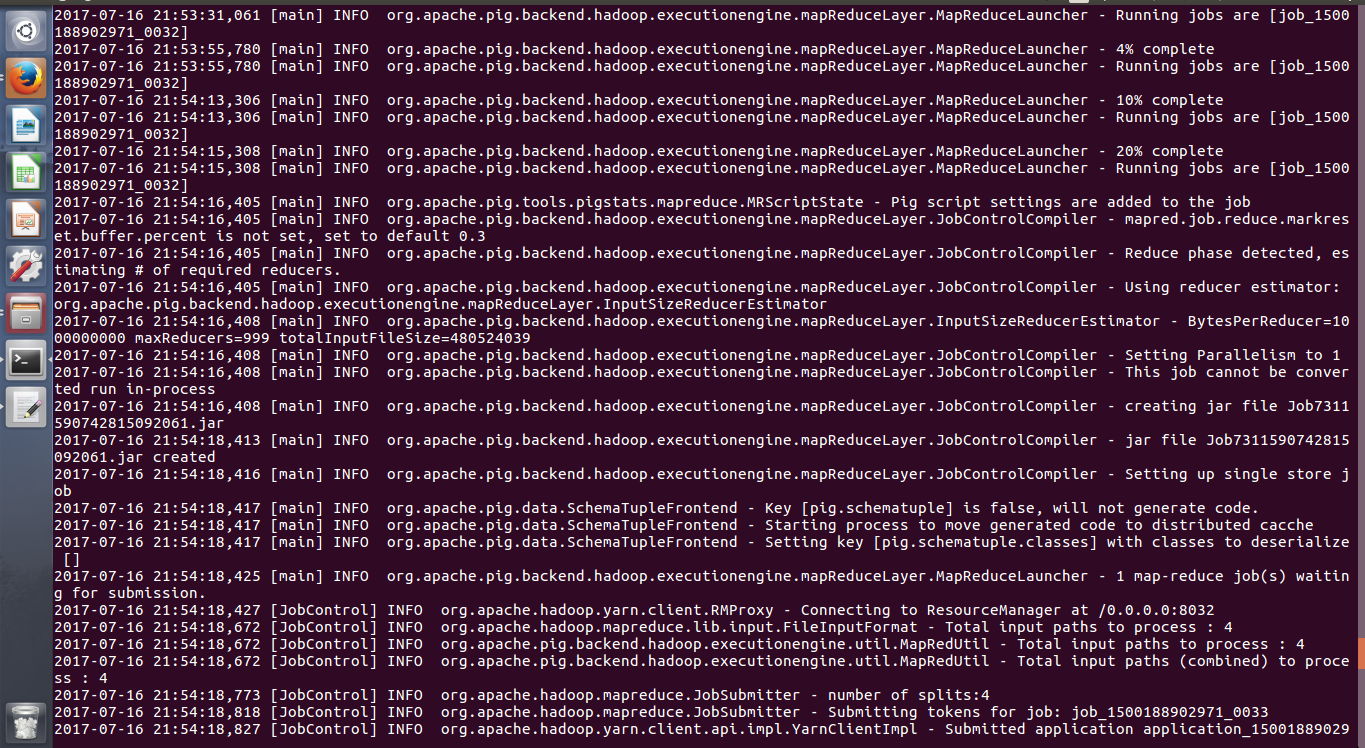 2017-07-16 21:53:31,061 [main] INFO  org.apache.pig.backend.hadoop.executionengine.mapReduceLayer.MapReduceLauncher - Running jobs are [job_1500
188902971_0032]
2017-07-16 21:53:55,780 [main] INFO  org.apache.pig.backend.hadoop.executionengine.mapReduceLayer.MapReduceLauncher - 4% complete
2017-07-16 21:53:55,780 [main] INFO  org.apache.pig.backend.hadoop.executionengine.mapReduceLayer.MapReduceLauncher - Running jobs are [job_1500
188902971_0032]
2017-07-16 21:54:13,306 [main] INFO  org.apache.pig.backend.hadoop.executionengine.mapReduceLayer.MapReduceLauncher - 10% complete
2017-07-16 21:54:13,306 [main] INFO  org.apache.pig.backend.hadoop.executionengine.mapReduceLayer.MapReduceLauncher - Running jobs are [job_1500
188902971_0032]
2017-07-16 21:54:15,308 [main] INFO  org.apache.pig.backend.hadoop.executionengine.mapReduceLayer.MapReduceLauncher - 20% complete
2017-07-16 21:54:15,308 [main] INFO  org.apache.pig.backend.hadoop.executionengine.mapReduceLayer.MapReduceLauncher - Running jobs are [job_1500
188902971_0032]
2017-07-16 21:54:16,405 [main] INFO  org.apache.pig.tools.pigstats.mapreduce.MRScriptState - Pig script settings are added to the job
2017-07-16 21:54:16,405 [main] INFO  org.apache.pig.backend.hadoop.executionengine.mapReduceLayer.JobControlCompiler - mapred.job.reduce.markres
et.buffer.percent is not set, set to default 0.3
2017-07-16 21:54:16,405 [main] INFO  org.apache.pig.backend.hadoop.executionengine.mapReduceLayer.JobControlCompiler - Reduce phase detected, es
timating # of required reducers.
2017-07-16 21:54:16,405 [main] INFO  org.apache.pig.backend.hadoop.executionengine.mapReduceLayer.JobControlCompiler - Using reducer estimator:
org.apache.pig.backend.hadoop.executionengine.mapReduceLayer.InputSizeReducerEstimator
2017-07-16 21:54:16,408 [main] INFO  org.apache.pig.backend.hadoop.executionengine.mapReduceLayer.InputSizeReducerEstimator - BytesPerReducer=10
00000000 maxReducers=999 totalInputFileSize=480524039
2017-07-16 21:54:16,408 [main] INFO  org.apache.pig.backend.hadoop.executionengine.mapReduceLayer.JobControlCompiler - Setting Parallelism to 1
2017-07-16 21:54:16,408 [main] INFO  org.apache.pig.backend.hadoop.executionengine.mapReduceLayer.JobControlCompiler - This job cannot be conver
ted run in-process
2017-07-16 21:54:16,408 [main] INFO  org.apache.pig.backend.hadoop.executionengine.mapReduceLayer.JobControlCompiler - creating jar file Job7311
590742815092061.jar
2017-07-16 21:54:18,413 [main] INFO  org.apache.pig.backend.hadoop.executionengine.mapReduceLayer.JobControlCompiler - jar file Job7311590742815
092061.jar created
2017-07-16 21:54:18,416 [main] INFO  org.apache.pig.backend.hadoop.executionengine.mapReduceLayer.JobControlCompiler - Setting up single store j
ob
2017-07-16 21:54:18,417 [main] INFO  org.apache.pig.data.SchemaTupleFrontend - Key [pig.schematuple] is false, will not generate code.
2017-07-16 21:54:18,417 [main] INFO  org.apache.pig.data.SchemaTupleFrontend - Starting process to move generated code to distributed cacche
2017-07-16 21:54:18,417 [main] INFO  org.apache.pig.data.SchemaTupleFrontend - Setting key [pig.schematuple.classes] with classes to deserialize
 []
2017-07-16 21:54:18,425 [main] INFO  org.apache.pig.backend.hadoop.executionengine.mapReduceLayer.MapReduceLauncher - 1 map-reduce job(s) waitin
g for submission.
2017-07-16 21:54:18,427 [JobControl] INFO  org.apache.hadoop.yarn.client.RMProxy - Connecting to ResourceManager at /0.0.0.0:8032
2017-07-16 21:54:18,672 [JobControl] INFO  org.apache.hadoop.mapreduce.lib.input.FileInputFormat - Total input paths to process : 4
2017-07-16 21:54:18,672 [JobControl] INFO  org.apache.pig.backend.hadoop.executionengine.util.MapRedUtil - Total input paths to process : 4
2017-07-16 21:54:18,672 [JobControl] INFO  org.apache.pig.backend.hadoop.executionengine.util.MapRedUtil - Total input paths (combined) to proce
ss : 4
2017-07-16 21:54:18,773 [JobControl] INFO  org.apache.hadoop.mapreduce.JobSubmitter - number of splits:4
2017-07-16 21:54:18,818 [JobControl] INFO  org.apache.hadoop.mapreduce.JobSubmitter - Submitting tokens for job: job_1500188902971_0033
2017-07-16 21:54:18,827 [JobControl] INFO  org.apache.hadoop.yarn.client.api.impl.YarnClientImpl - Submitted application application_15001889029